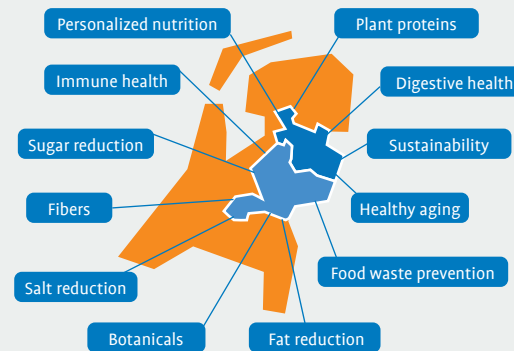 Personalized nutrition
Plant proteins
Immune health
Digestive health
Sugar reduction
Sustainability
Fibers
Healthy aging
Salt reduction
Food waste prevention
Botanicals
Fat reduction